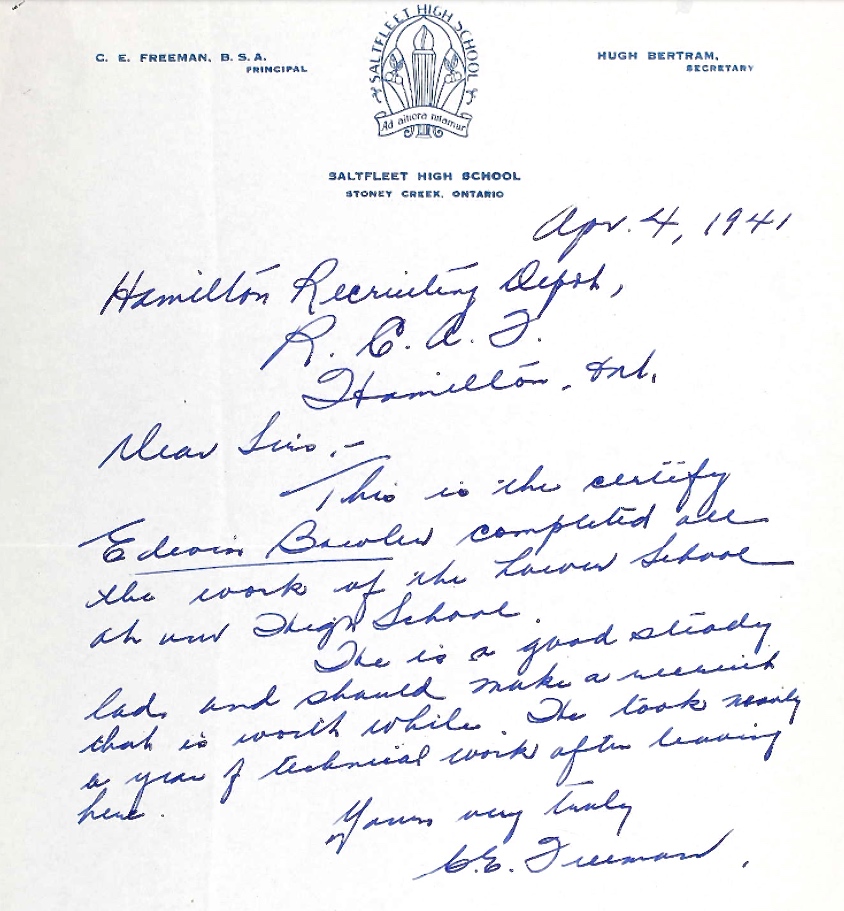 C. E. FREEMAN, B. S. A.
PRINCIPAL
SALTFLEET HIGH SCHOOL
Ad altiora nitamur
HUGH BERTRAM,
SECRETARY
SALTFLEET HIGH SCHOOL
STONEY CREEK, ONTARIO
Apr. 4, 1941
Hamilton Recruiting Depot,
R. C. A. F.
Hamilton, Ont.
Dear Sirs,-
This is the certify
Edwin Bowler completed all
the work of the Lower School
at our High School.
He is a good steady
lad, and should make a recruit
that is worth while. He took nearly
a year of technical work after leaving
here.
Yours very truly
C.E. Freeman.